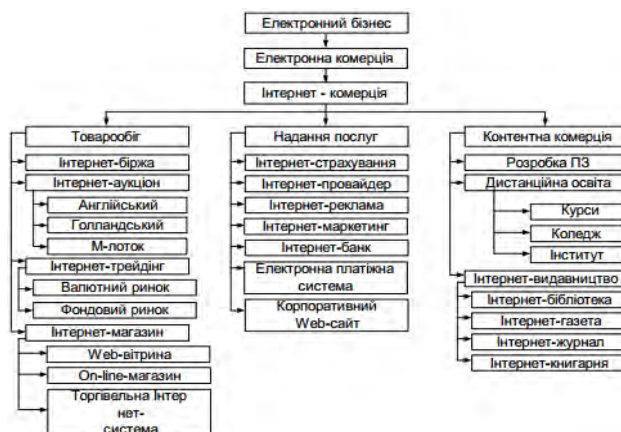 Електронний бізнес
Електронна комерція
Інтернет - комерція
Товарообіг
Інтернет-біржа
Інтернет-аукціон
Англійський
Голландський
М-лоток
Інтернет-трейдінг
Валютний ринок
Фондовий ринок
Інтернет-магазин
Web-вітрина
On-line-магазин
Торгівельна Інтер
нет-
система
Надання послуг
Інтернет-страхування
Інтернет-провайдер
Інтернет-реклама
Інтернет-маркетинг
Інтернет-банк
Електронна платіжна
система
Корпоративний
Web-сайт
Контентна комерція
Розробка ПЗ
Дистанційна освіта
Курси
Коледж
Інститут
Інтернет-видавництво
Інтернет-бібліотека
Інтернет-газета
Інтернет-журнал
Інтернет-книгарня